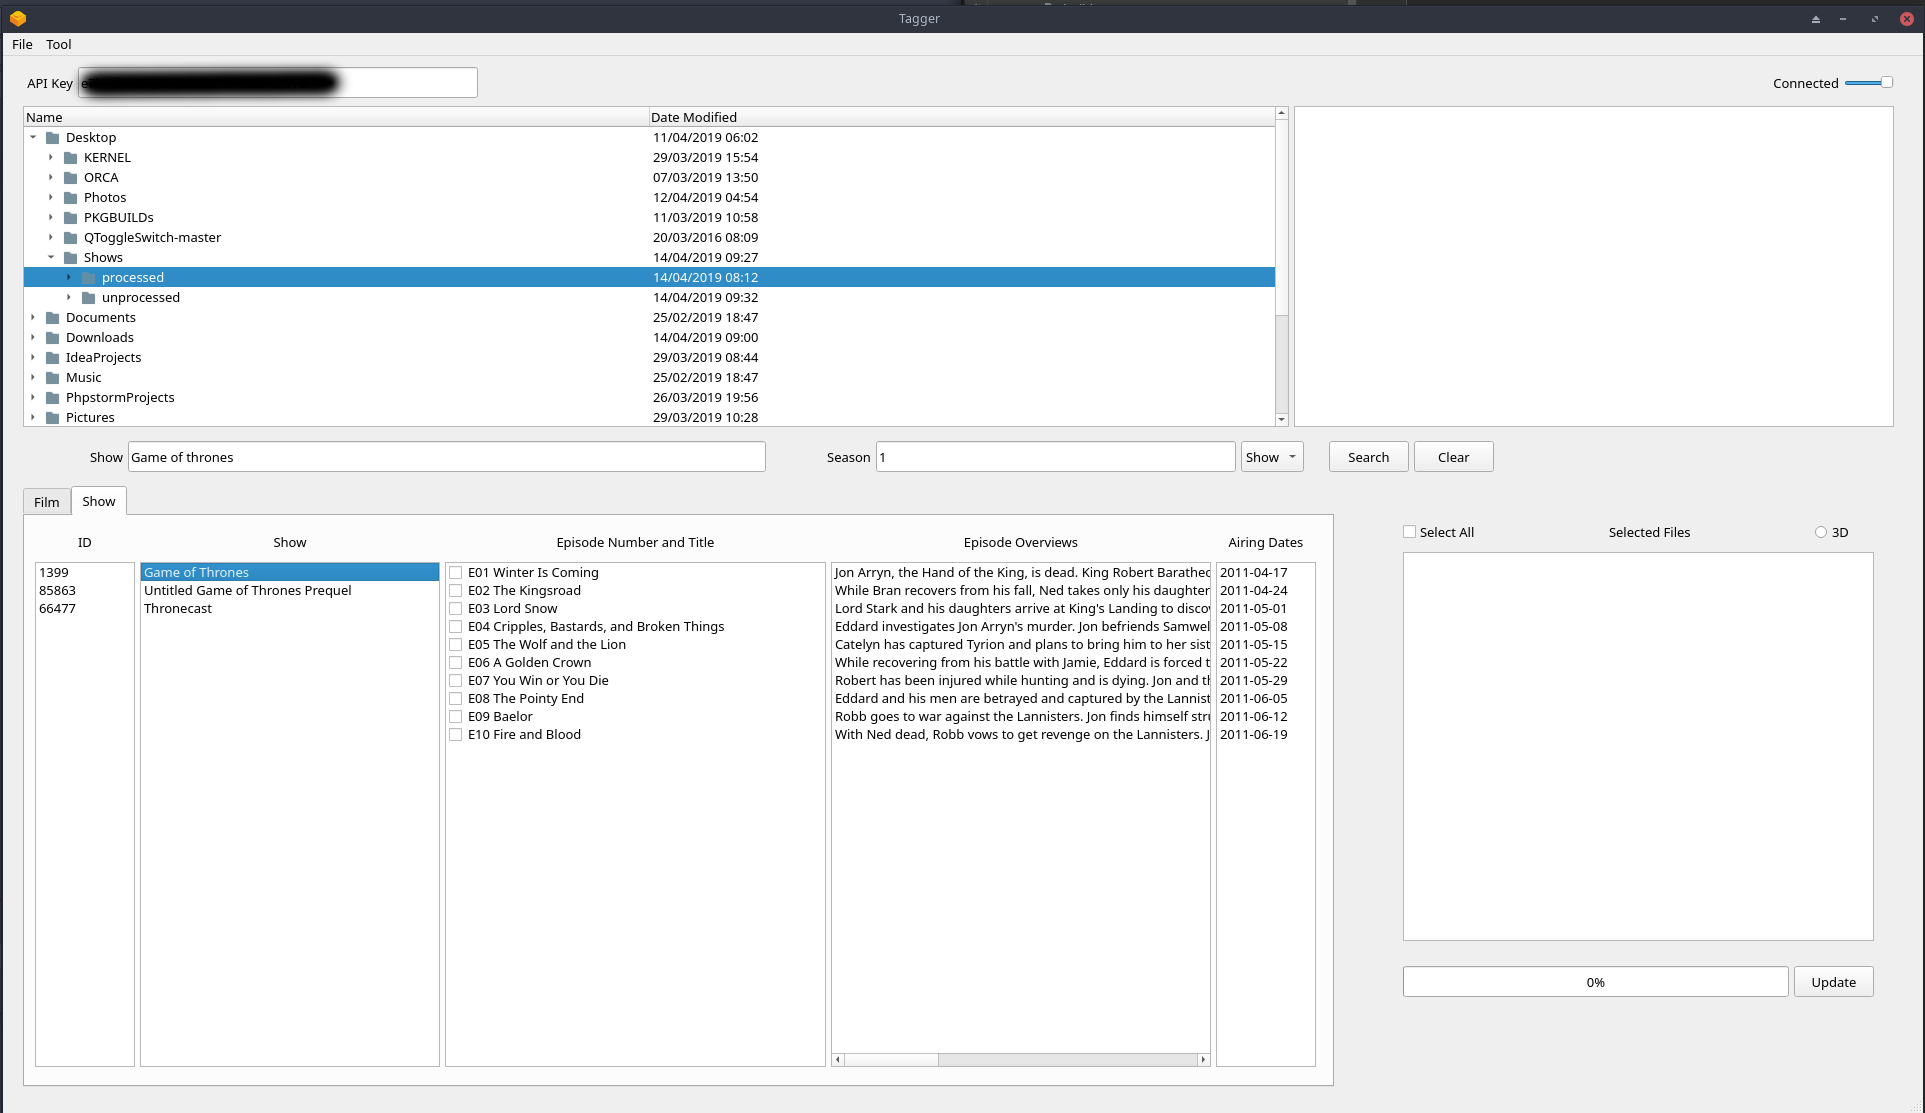 Tagger
File Tool
API Key Connected
Name Date Modified
Desktop 11/04/2019 06:02
KERNEL 29/03/2019 15:54
ORCA 07/03/2019 13:50
Photos 12/04/2019 04:54
PKGBUILDs 11/03/2019 10:58
QToggleSwitch-master 20/03/2016 08:09
Shows 14/04/2019 09:27
processed 14/04/2019 08:12
unprocessed 14/04/2019 09:32
Documents 25/02/2019 18:47
Downloads 14/04/2019 09:00
IdeaProjects 29/03/2019 08:44
Music 25/02/2019 18:47
PhpstormProjects 26/03/2019 19:56
Pictures 29/03/2019 10:28
Show Game of thrones Season 1 Show Search Clear
Film Show
ID Show Episode Number and Title Episode Overviews Airing Dates
1399 Game of Thrones E01 Winter Is Coming Jon Arryn, the Hand of the King, is dead. King Robert 2011-04-17
85863 Untitled Game of Thrones Prequel E02 The Kingsroad While Bran recovers from his fall, Ned takes only his daughter 2011-04-24
66477 Thronecast E03 Lord Snow Lord Stark and his daughters arrive at King's Landing to 2011-05-01
E04 Cripples, Bastards, and Broken Things Eddard investigates Jon Arryn's murder. Jon befriends Samwel 2011-05-08
E05 The Wolf and the Lion Catelyn has captured Tyrion and plans to bring him to her sist 2011-05-15
E06 A Golden Crown While recovering from his battle with Jamie, Eddard is forced t 2011-05-22
E07 You Win or You Die Robert has been injured while hunting and is dying. Jon and 2011-05-29
E08 The Pointy End Eddard and his men are betrayed and captured by the Lannist 2011-06-05
E09 Baelor Robb goes to war against the Lannisters. Jon finds himself 2011-06-12
E10 Fire and Blood With Ned dead, Robb vows to get revenge on the Lannisters. J 2011-06-19
Select All Selected Files 3D
0% Update